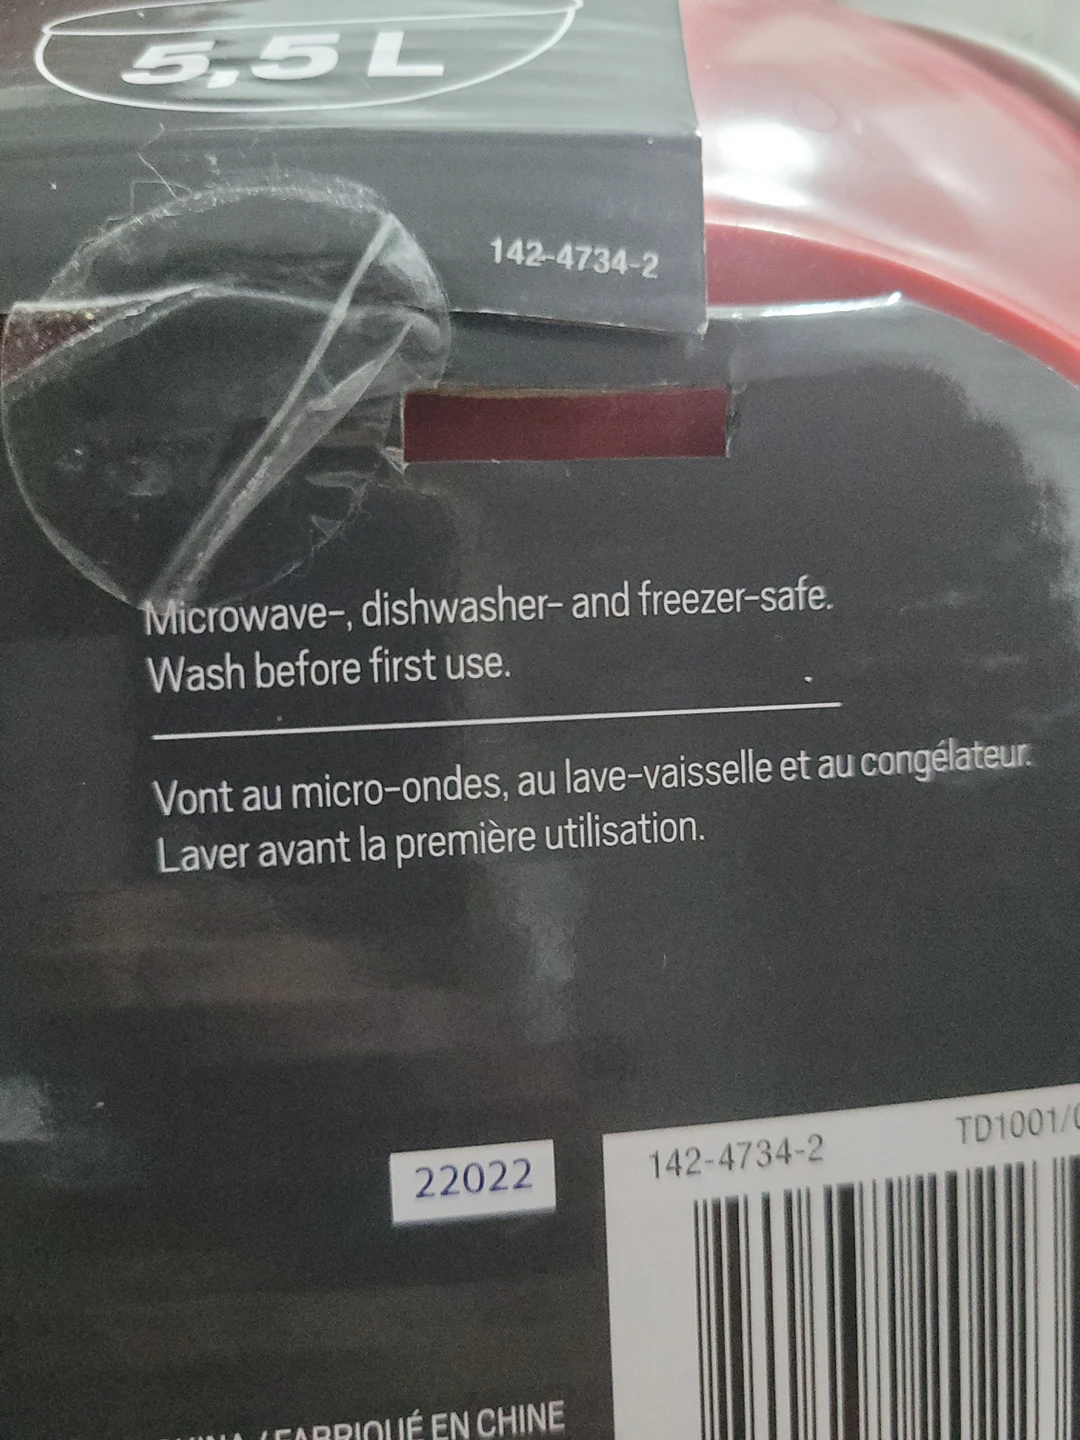 5,5 L
142-4734-2
Microwave-, dishwasher- and freezer-safe.
Wash before first use.
Vont au micro-ondes, au lave-vaisselle et au congélateur.
Laver avant la première utilisation.
22022
142-4734-2
TD1001/
/ FABRIQUÉ EN CHINE